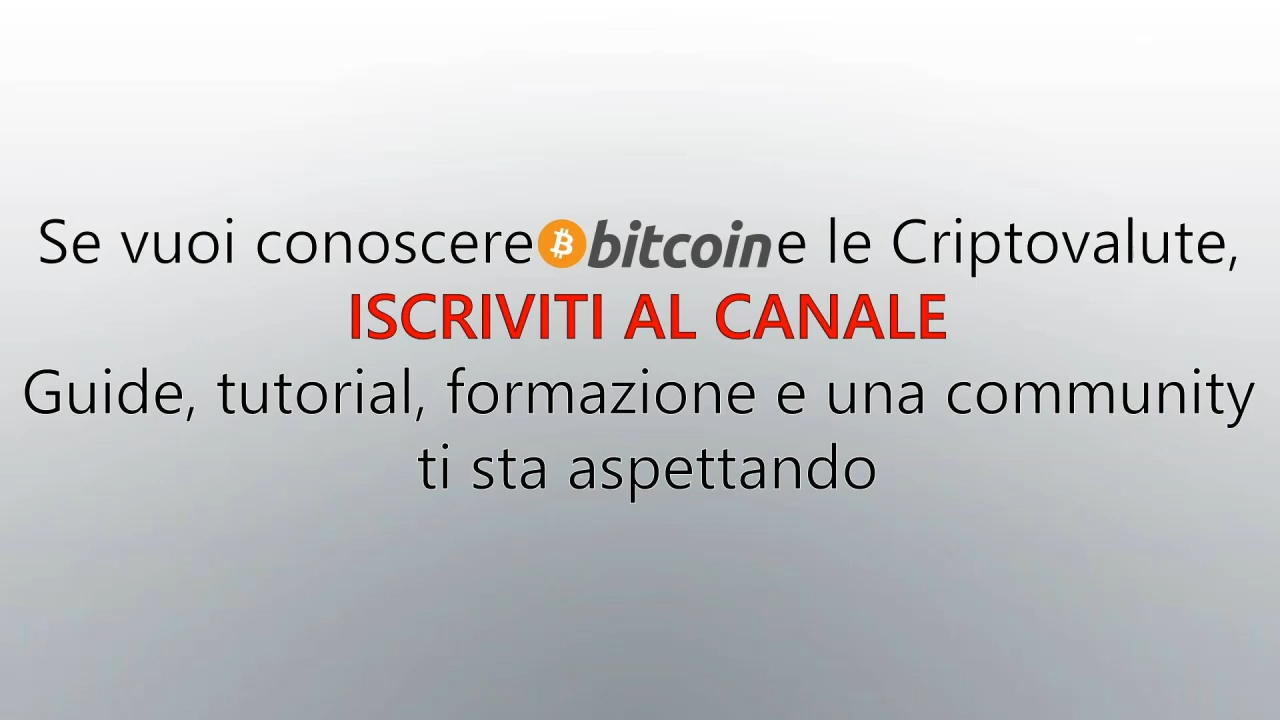 Se vuoi conoscere bitcoin e le Criptovalute,
ISCRIVITI AL CANALE
Guide, tutorial, formazione e una community
ti sta aspettando